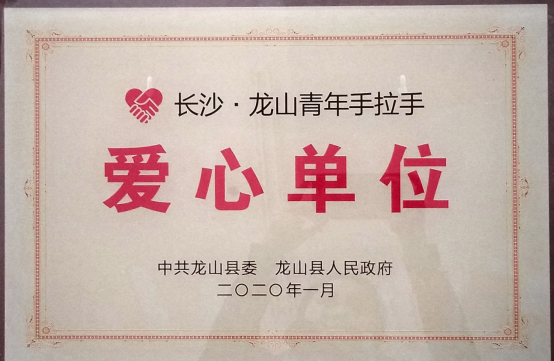 长沙·龙山青年手拉手
爱心单位
中共龙山县委 龙山县人民政府
二〇二〇年一月